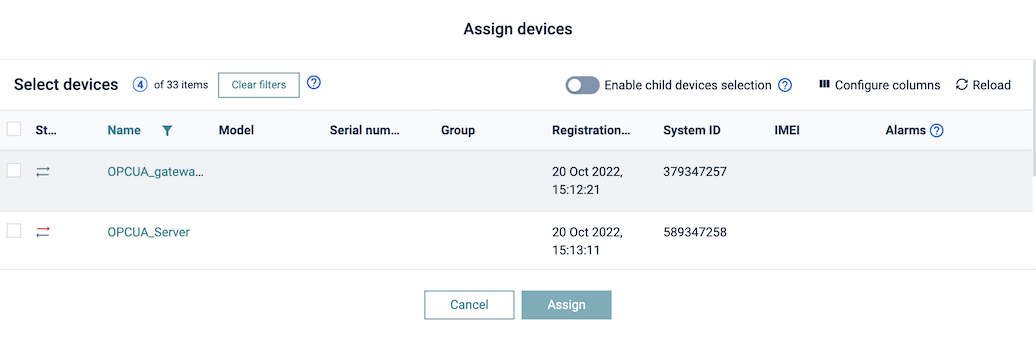 Assign devices
Select devices 4 of 33 items Clear filters ? Enable child devices selection ? Configure columns Reload
St... Name Model Serial num... Group Registration... System ID IMEI Alarms ?
OPCUA_gatewa... 20 Oct 2022, 379347257
15:12:21
OPCUA_Server 20 Oct 2022, 589347258
15:13:11
Cancel Assign